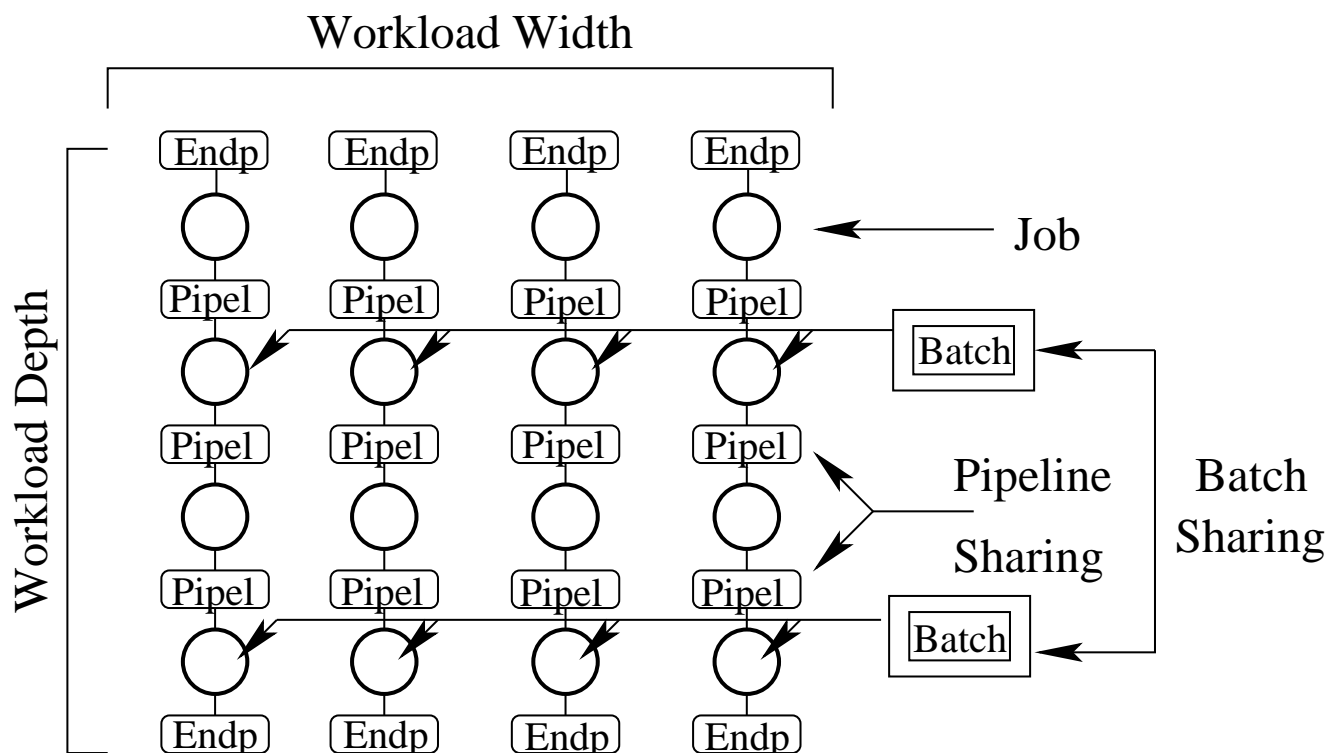 Workload Width
Endp Endp Endp Endp
Job
Pipel Pipel Pipel Pipel
Batch
Workload Depth
Pipel Pipel Pipel Pipel
Pipeline
Sharing
Batch
Sharing
Pipel Pipel Pipel Pipel
Batch
Endp Endp Endp Endp